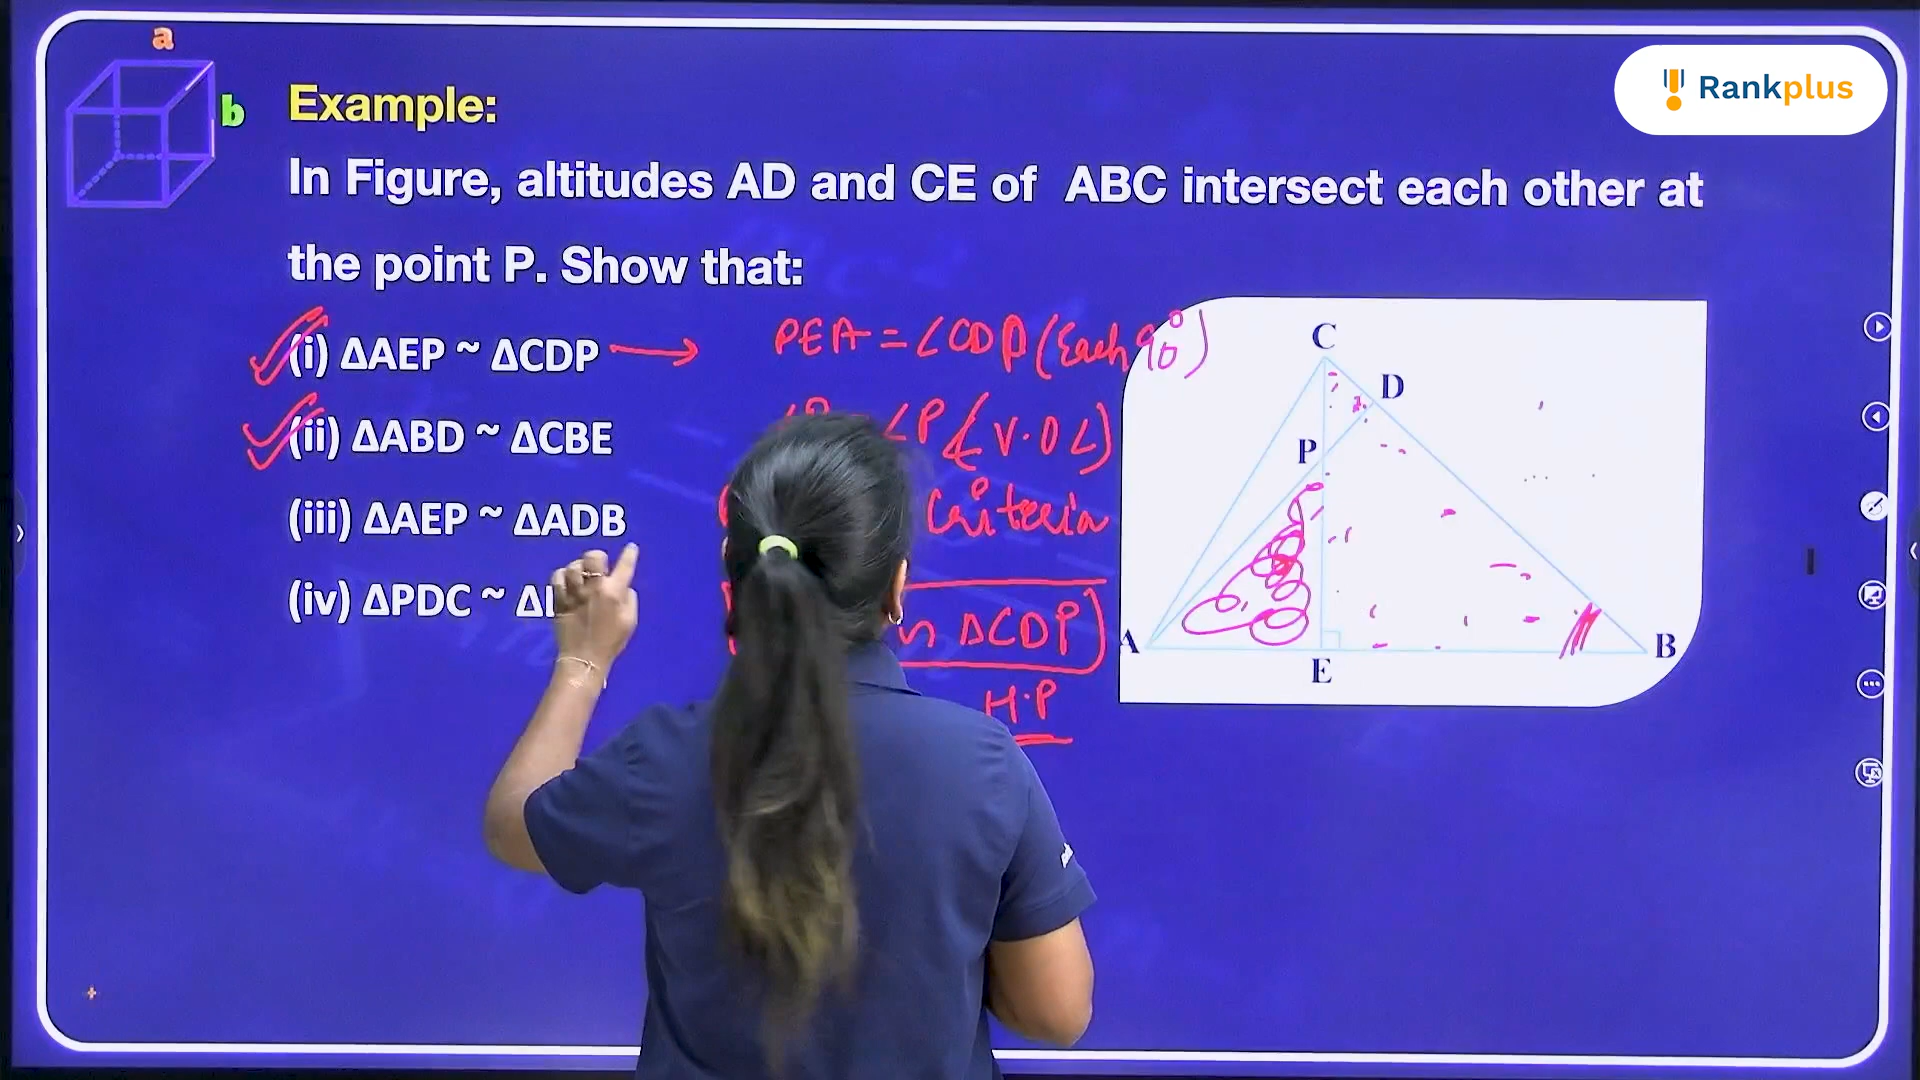 a
b
Rankplus
Example:
In Figure, altitudes AD and CE of ABC intersect each other at
the point P. Show that:
(i) ΔAEP ~ ΔCDP
(ii) ΔABD ~ ΔCBE
(iii) ΔAEP ~ ΔADB
(iv) ΔPDC ~
PEA = ∠CDP (Each 90°)
∠P (V.O∠)
Criteria
ΔCDP
H.P
C
D
P
A
E
B